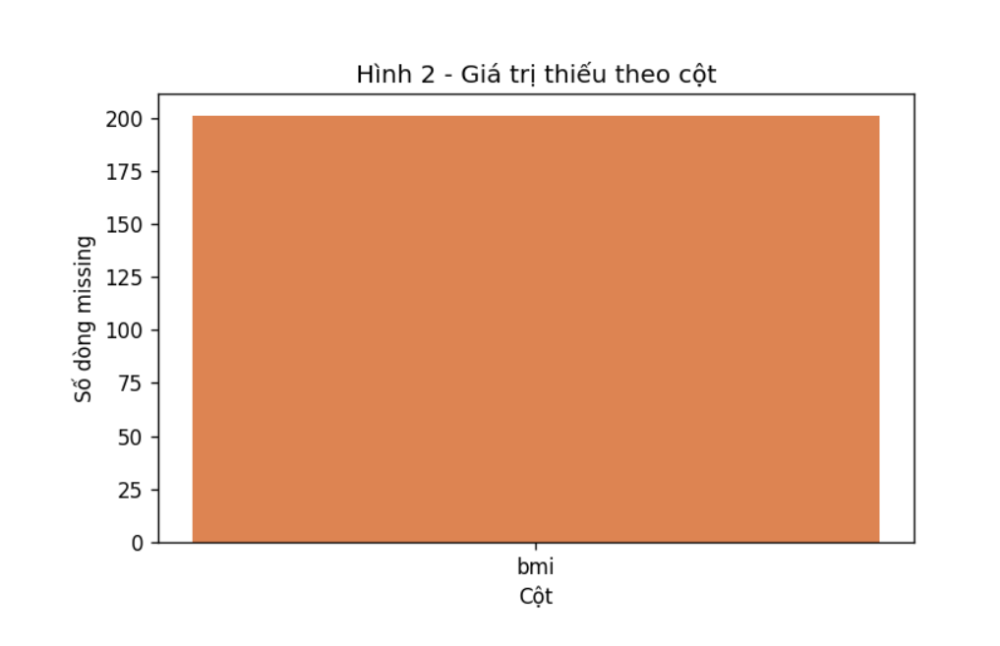 Hình 2 - Giá trị thiếu theo cột
200
175
150
125
100
75
50
25
0
Số dòng missing
bmi
Cột